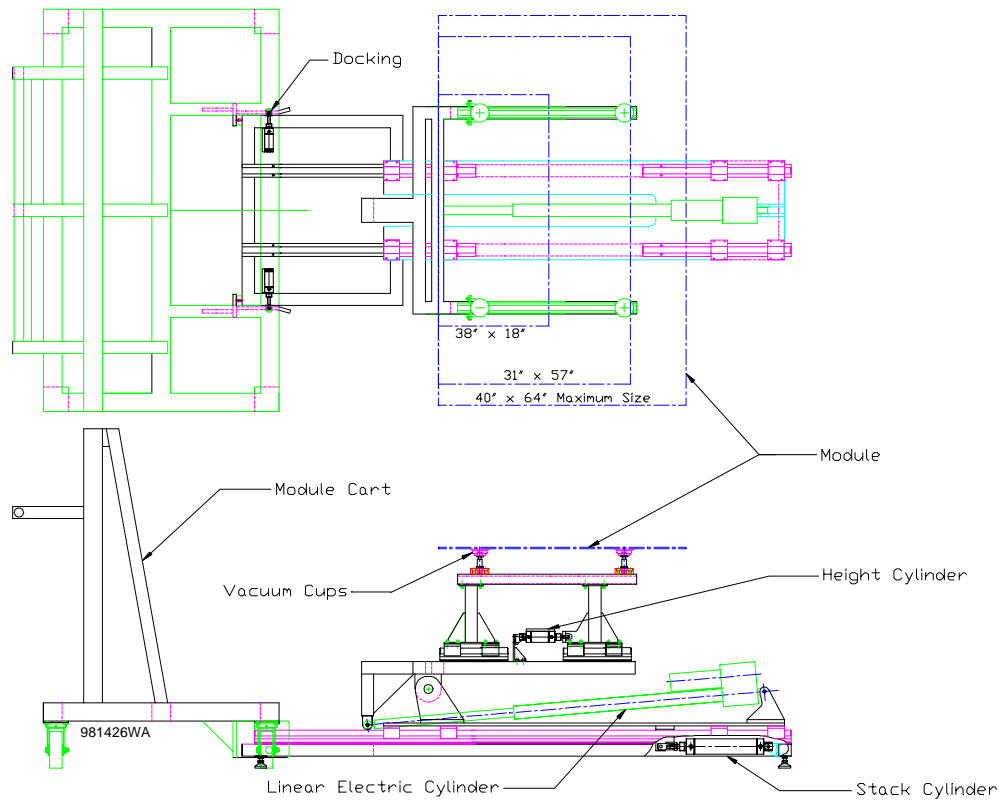 Docking
38" x 18"
31" x 57"
40" x 64" Maximum Size
Module
Module Cart
Height Cylinder
Vacuum Cups
981426WA
Linear Electric Cylinder
Stack Cylinder